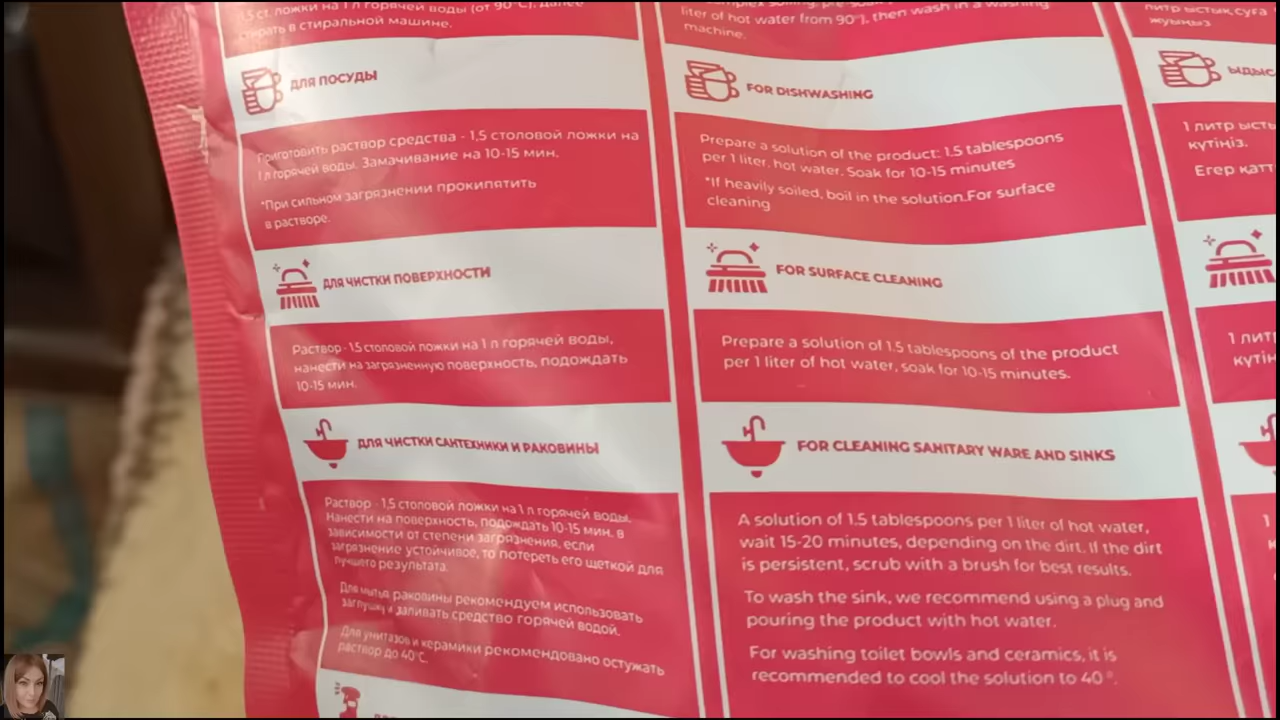 1,5 ст. ложки на 1 л горячей воды (от 90°C), далее
стирать в стиральной машине.
ДЛЯ ПОСУДЫ
Приготовить раствор средства - 1,5 столовой ложки на
1 л горячей воды. Замачивание на 10-15 мин.
*При сильном загрязнении прокипятить
в растворе.
ДЛЯ ЧИСТКИ ПОВЕРХНОСТИ
Раствор - 1,5 столовой ложки на 1 л горячей воды,
нанести на загрязненную поверхность, подождать
10-15 мин.
ДЛЯ ЧИСТКИ САНТЕХНИКИ И РАКОВИНЫ
Раствор - 1,5 столовой ложки на 1 л горячей воды.
Нанести на поверхность, подождать 10-15 мин. в
зависимости от степени загрязнения, если
загрязнение устойчивое, то потереть его щеткой для
лучшего результата.
Для мытья раковины рекомендуем использовать
заглушку и заливать средство горячей водой.
Для унитазов и керамики рекомендовано остужать
раствор до 40°C.
liter of hot water from 90°), then wash in a washing
machine.
FOR DISHWASHING
Prepare a solution of the product: 1,5 tablespoons
per 1 liter, hot water. Soak for 10-15 minutes
*If heavily soiled, boil in the solution.For surface
cleaning
FOR SURFACE CLEANING
Prepare a solution of 1.5 tablespoons of the product
per 1 liter of hot water, soak for 10-15 minutes.
FOR CLEANING SANITARY WARE AND SINKS
A solution of 1.5 tablespoons per 1 liter of hot water,
wait 15-20 minutes, depending on the dirt. If the dirt
is persistent, scrub with a brush for best results.
To wash the sink, we recommend using a plug and
pouring the product with hot water.
For washing toilet bowls and ceramics, it is
recommended to cool the solution to 40°.
литр ыстық суға
жуыңыз
ЫДЫС
1 литр ысты
күтіңіз.
Егер қатт
1 литр
күтің
1